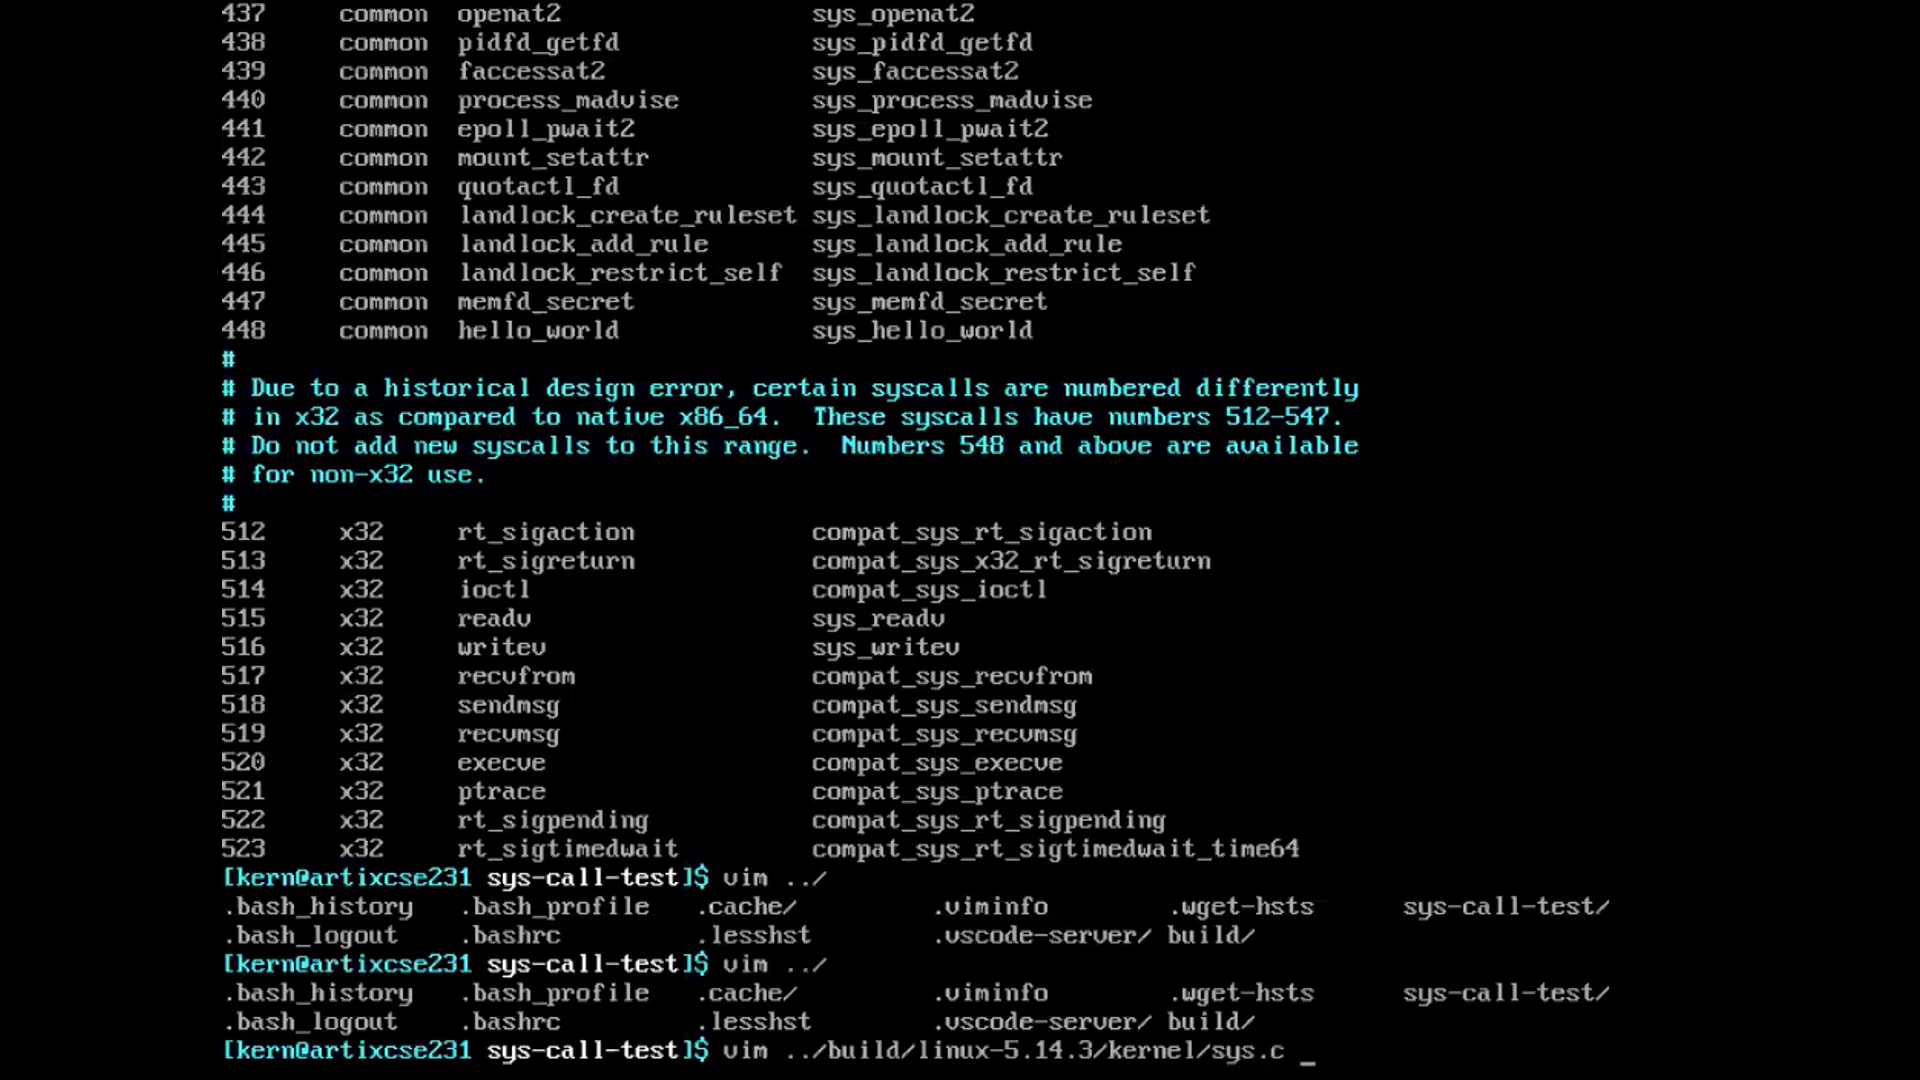 437     common  openat2                 sys_openat2
438     common  pidfd_getfd             sys_pidfd_getfd
439     common  faccessat2              sys_faccessat2
440     common  process_madvise         sys_process_madvise
441     common  epoll_pwait2            sys_epoll_pwait2
442     common  mount_setattr           sys_mount_setattr
443     common  quotactl_fd             sys_quotactl_fd
444     common  landlock_create_ruleset sys_landlock_create_ruleset
445     common  landlock_add_rule       sys_landlock_add_rule
446     common  landlock_restrict_self  sys_landlock_restrict_self
447     common  memfd_secret            sys_memfd_secret
448     common  hello_world             sys_hello_world
#
# Due to a historical design error, certain syscalls are numbered differently
# in x32 as compared to native x86_64.  These syscalls have numbers 512-547.
# Do not add new syscalls to this range.  Numbers 548 and above are available
# for non-x32 use.
#
512     x32     rt_sigaction            compat_sys_rt_sigaction
513     x32     rt_sigreturn            compat_sys_x32_rt_sigreturn
514     x32     ioctl                   compat_sys_ioctl
515     x32     readv                   sys_readv
516     x32     writev                  sys_writev
517     x32     recvfrom                compat_sys_recvfrom
518     x32     sendmsg                 compat_sys_sendmsg
519     x32     recvmsg                 compat_sys_recvmsg
520     x32     execve                  compat_sys_execve
521     x32     ptrace                  compat_sys_ptrace
522     x32     rt_sigpending           compat_sys_rt_sigpending
523     x32     rt_sigtimedwait         compat_sys_rt_sigtimedwait_time64
[kern@artixcse231 sys-call-test]$ vim ../
.bash_history   .bash_profile   .cache/         .viminfo        .wget-hsts      sys-call-test/
.bash_logout    .bashrc         .lesshst        .vscode-server/ build/
[kern@artixcse231 sys-call-test]$ vim ../
.bash_history   .bash_profile   .cache/         .viminfo        .wget-hsts      sys-call-test/
.bash_logout    .bashrc         .lesshst        .vscode-server/ build/
[kern@artixcse231 sys-call-test]$ vim ../build/linux-5.14.3/kernel/sys.c _